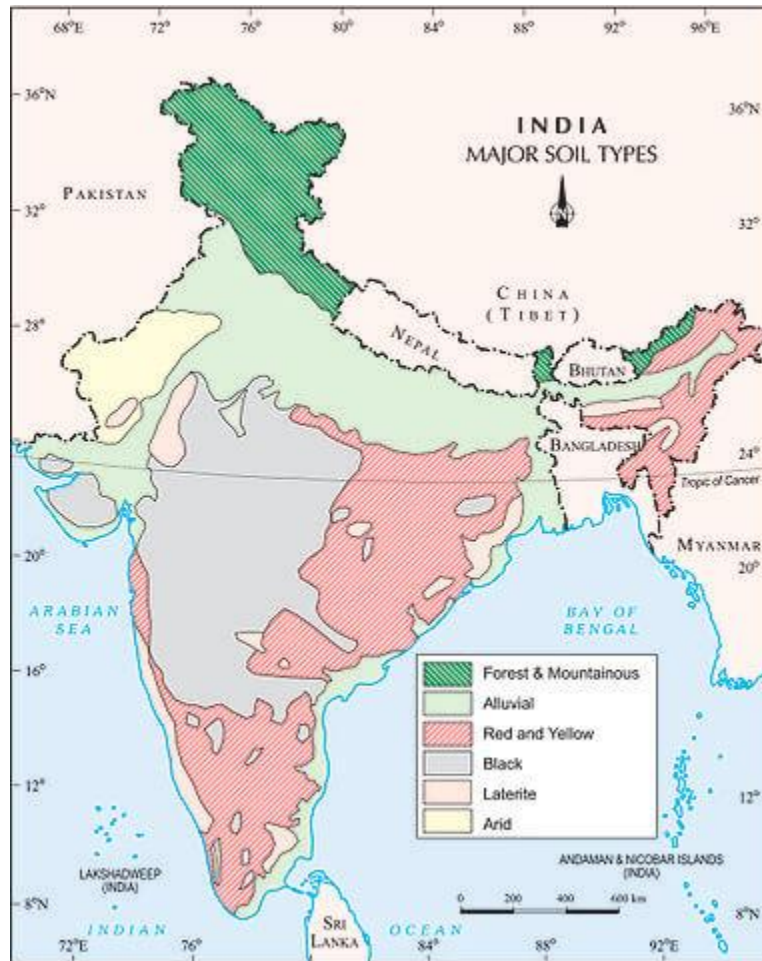 68°E 72° 76° 80° 84° 88° 92° 96°E
36°N
36°N
INDIA
MAJOR SOIL TYPES
N
PAKISTAN
32°
32°
CHINA
(TIBET)
28°
28°
NEPAL
BHUTAN
BANGLADESH
24°
24°
Tropic of Cancer
MYANMAR
20°
20°
ARABIAN
SEA
BAY OF
BENGAL
16°
16°
Forest & Mountainous
Alluvial
Red and Yellow
Black
Laterite
Arid
12°
12°
LAKSHADWEEP
(INDIA)
ANDAMAN & NICOBAR ISLANDS
(INDIA)
8°N
8°N
0 200 400 600 km
INDIAN OCEAN
SRI
LANKA
72°E 76° 84° 88° 92°E